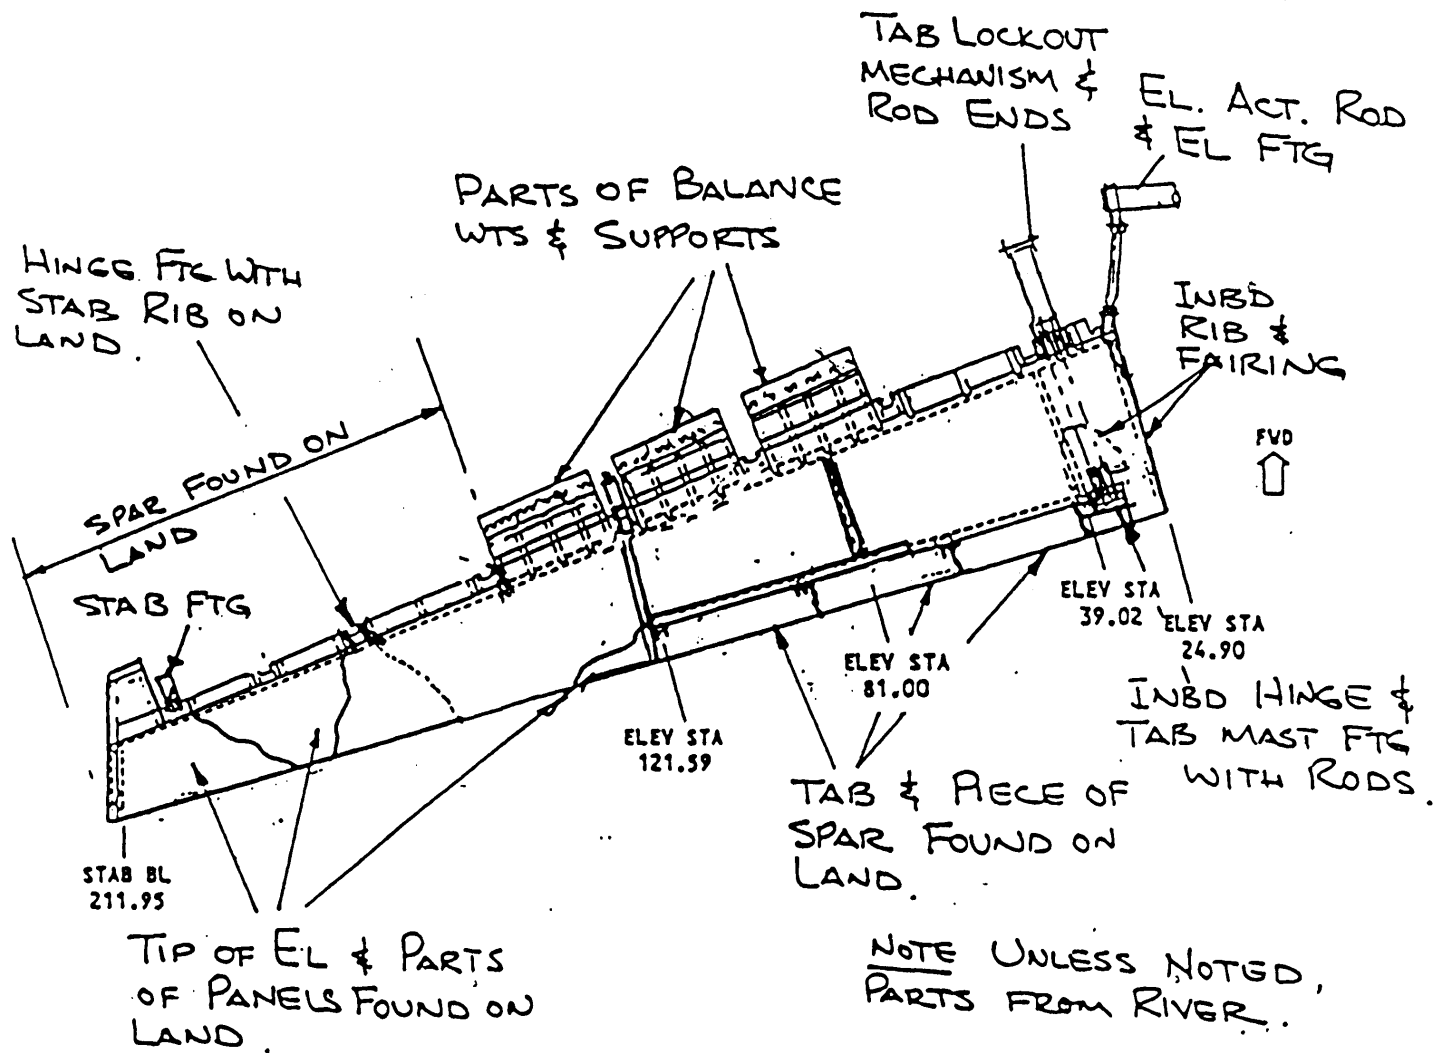 TAB LOCKOUT
MECHANISM &
ROD ENDS
EL. ACT. ROD
& EL FTG
PARTS OF BALANCE
WTS & SUPPORTS
HINGE FTG WITH
STAB RIB ON
LAND.
INB'D
RIB &
FAIRING
FWD
SPAR FOUND ON
LAND
STAB FTG
ELEV STA
39.02
ELEV STA
24.90
ELEV STA
81.00
ELEV STA
121.59
INBD HINGE &
TAB MAST FTG
WITH RODS.
TAB & PIECE OF
SPAR FOUND ON
LAND.
STAB BL
211.95
TIP OF EL & PARTS
OF PANELS FOUND ON
LAND.
NOTE UNLESS NOTED,
PARTS FROM RIVER.